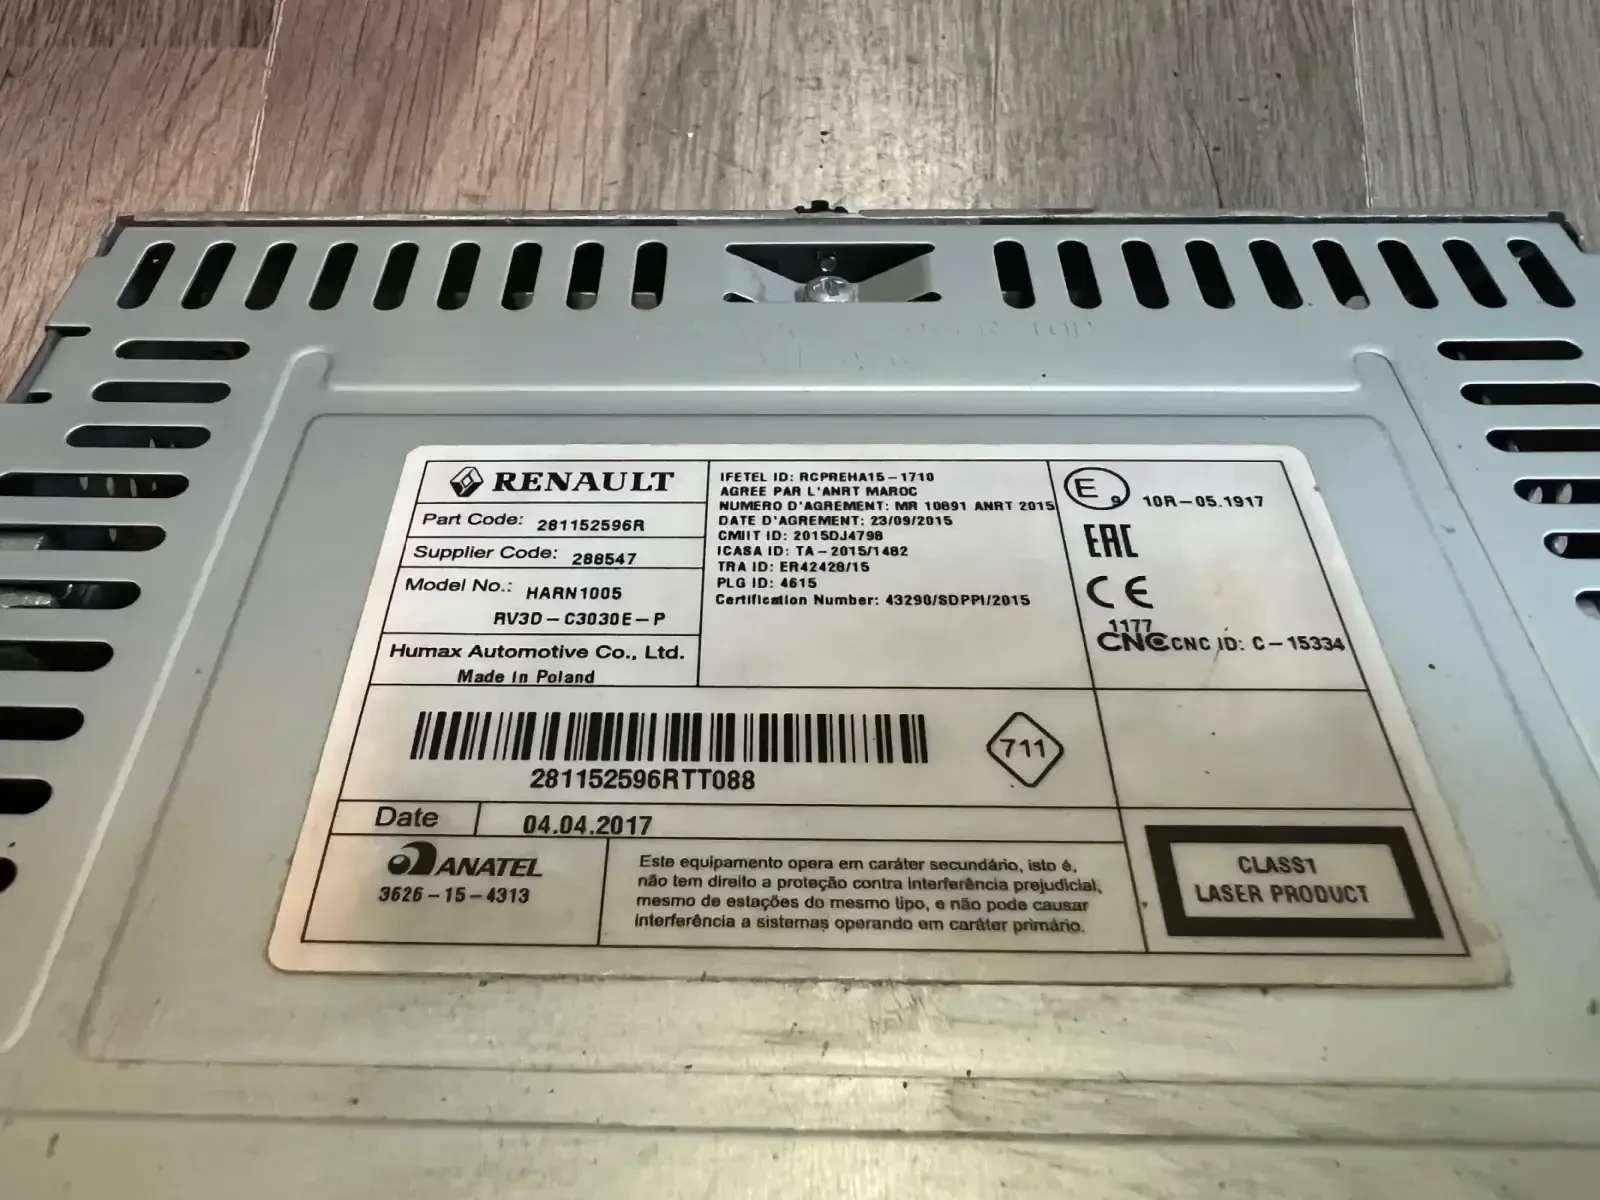 RENAULT
Part Code: 281152596R
Supplier Code: 288547
Model No.: HARN1005
RV3D-C3030E-P
Humax Automotive Co., Ltd.
Made in Poland
IFETEL ID: RCPREHA15-1710
AGREE PAR L'ANRT MAROC
NUMERO D'AGREMENT: MR 10891 ANRT 2015
DATE D'AGREMENT: 23/09/2015
CMIIT ID: 2015DJ4798
ICASA ID: TA-2015/1482
TRA ID: ER42428/15
PLG ID: 4615
Certification Number: 43290/SDPPI/2015
E9 10R-05.1917
EAC
CE
1177
CNC CNC ID: C-15334
281152596RTT088
711
Date 04.04.2017
ANATEL
3626-15-4313
Este equipamento opera em caráter secundário, isto é,
não tem direito a proteção contra interferência prejudicial,
mesmo de estações do mesmo tipo, e não pode causar
interferência a sistemas operando em caráter primário.
CLASS1
LASER PRODUCT